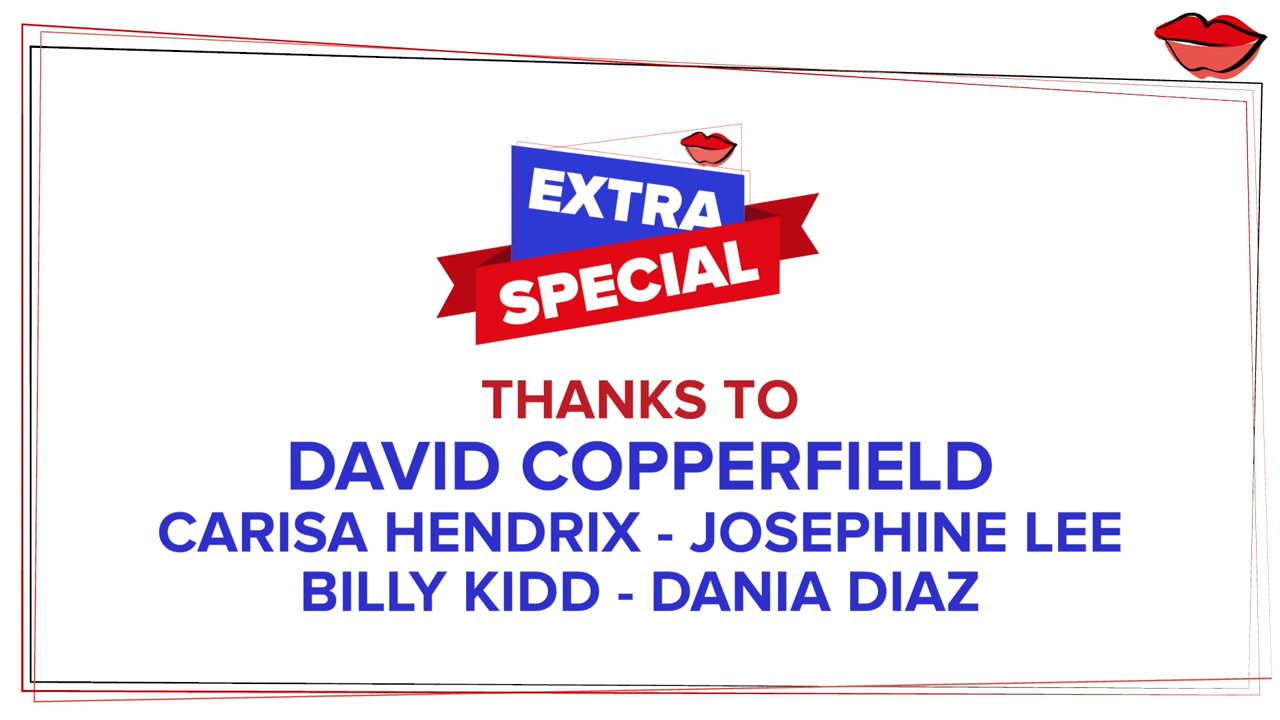 EXTRA
SPECIAL
THANKS TO
DAVID COPPERFIELD
CARISA HENDRIX - JOSEPHINE LEE
BILLY KIDD - DANIA DIAZ